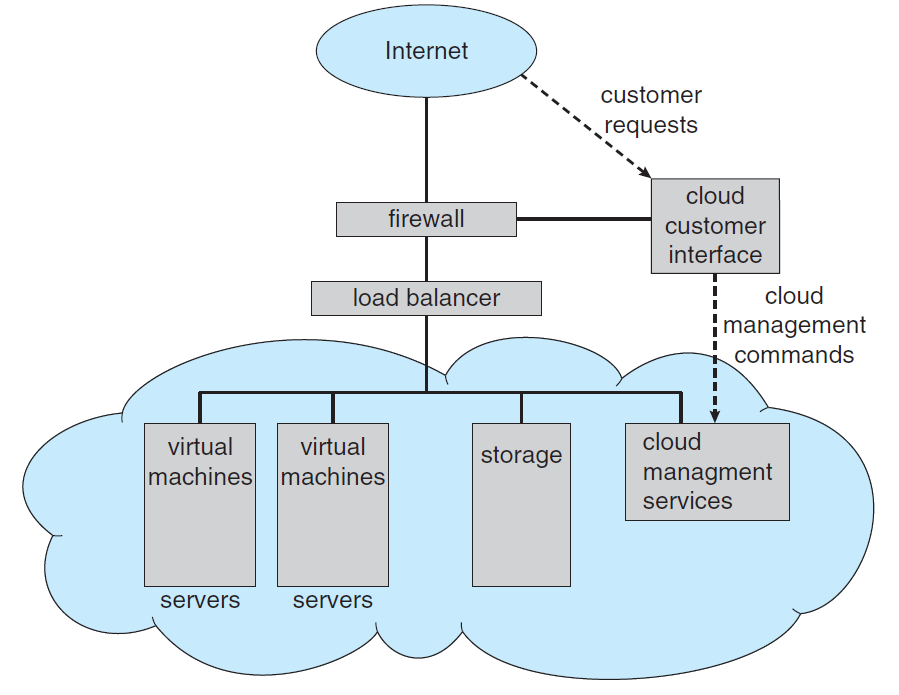 Internet
customer
requests
cloud
customer
interface
firewall
load balancer
cloud
management
commands
virtual
machines
virtual
machines
storage
cloud
managment
services
servers
servers